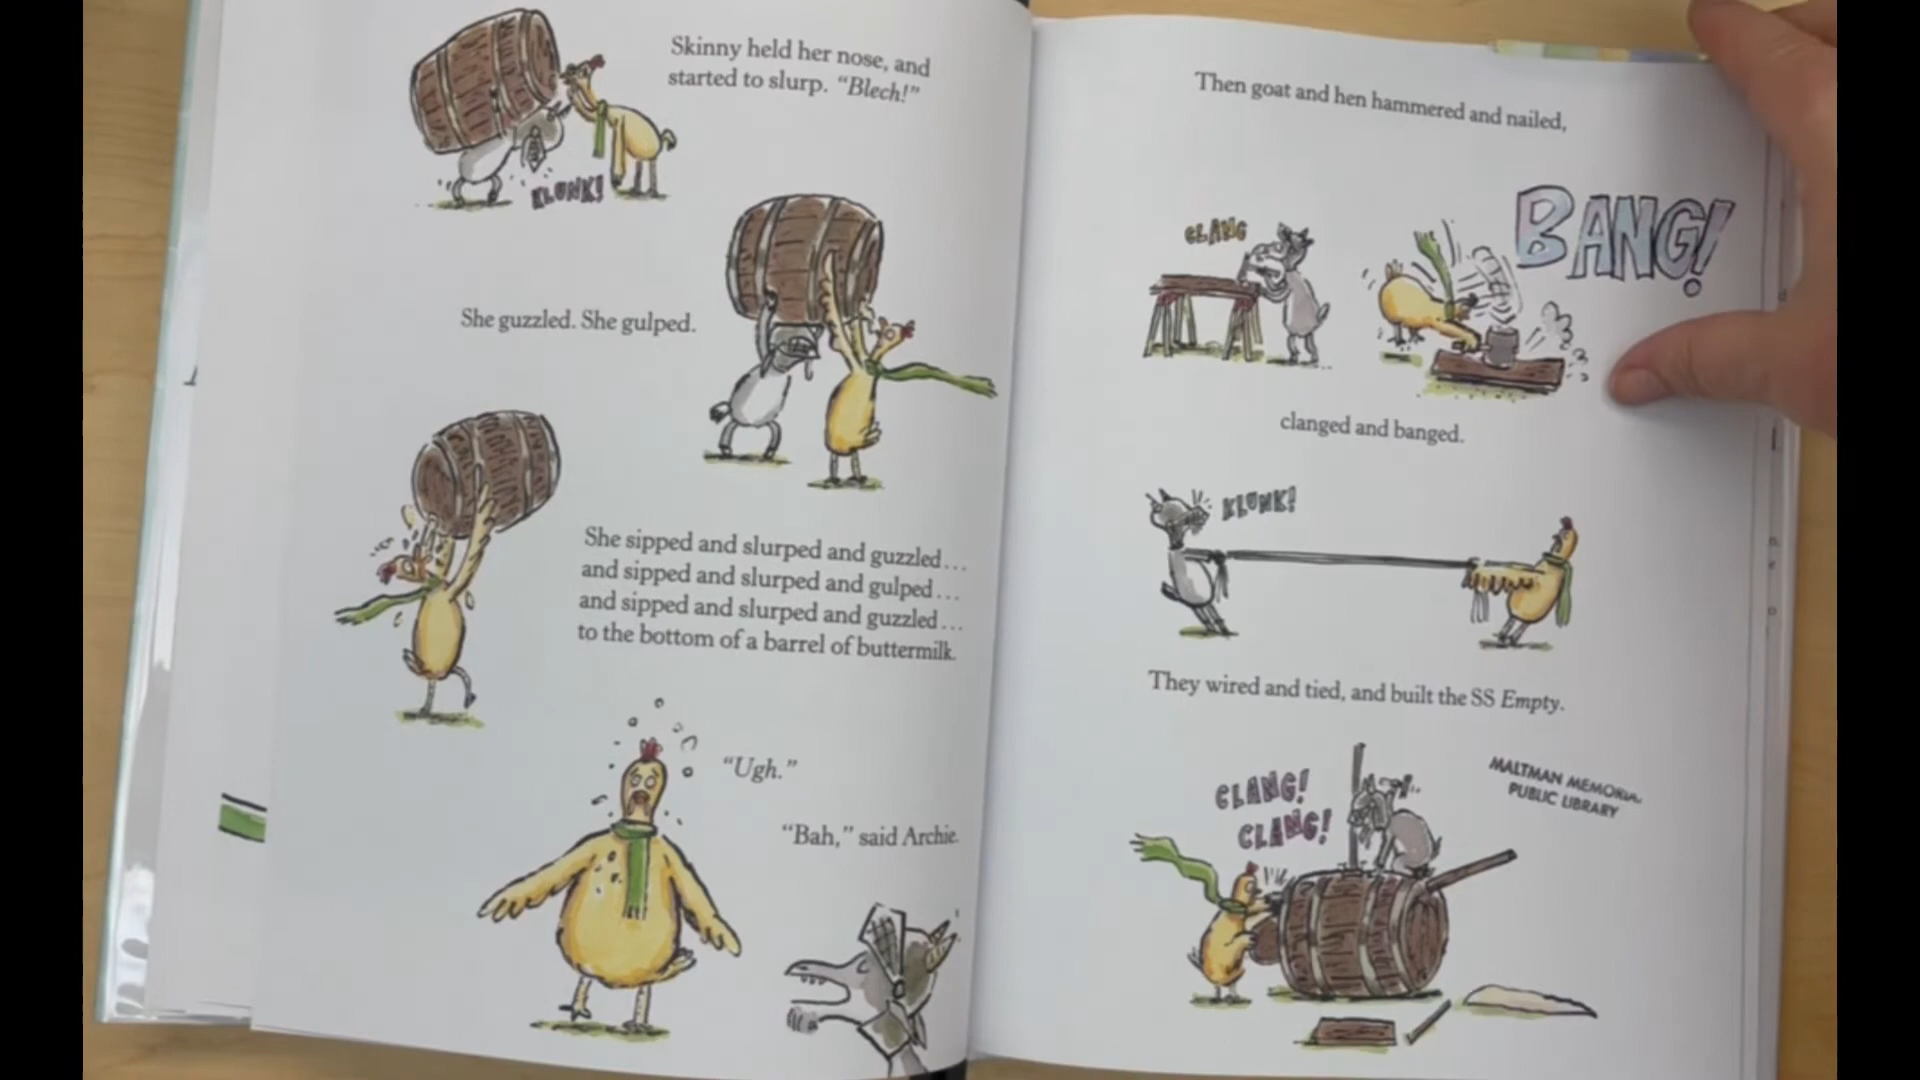 Skinny held her nose, and
started to slurp. “Blech!”
KLUNK!
She guzzled. She gulped.
She sipped and slurped and guzzled...
and sipped and slurped and gulped...
and sipped and slurped and guzzled...
to the bottom of a barrel of buttermilk.
“Ugh.”
“Bah,” said Archie.
Then goat and hen hammered and nailed,
CLANG
BANG!
clanged and banged.
KLUNK!
They wired and tied, and built the SS Empty.
CLANG!
CLANG!
MALTMAN MEMORIAL
PUBLIC LIBRARY